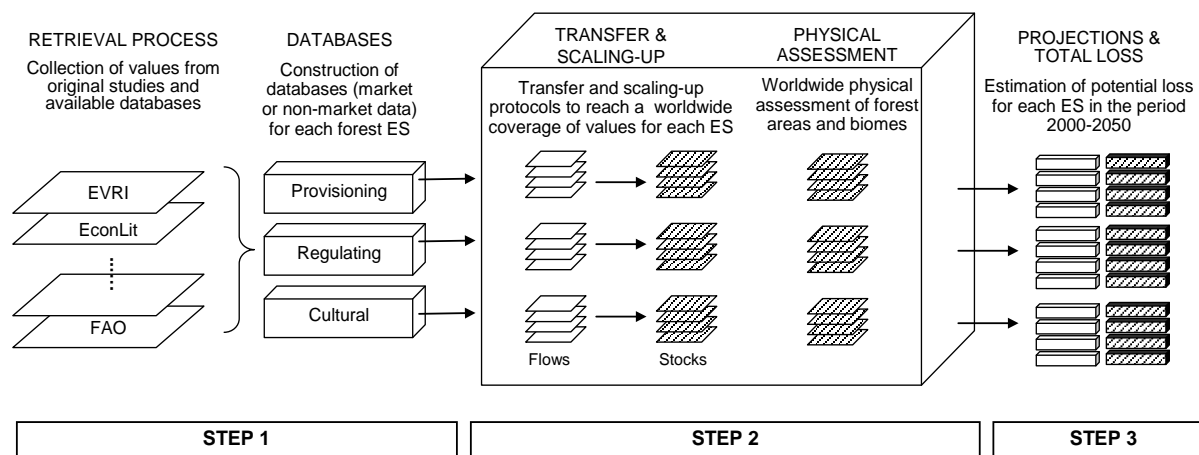 RETRIEVAL PROCESS
Collection of values from
original studies and
available databases
EVRI
EconLit
FAO
DATABASES
Construction of
databases (market
or non-market data)
for each forest ES
Provisioning
Regulating
Cultural
TRANSFER &
SCALING-UP
Transfer and scaling-up
protocols to reach a worldwide
coverage of values for each ES
Flows
Stocks
PHYSICAL
ASSESSMENT
Worldwide physical
assessment of forest
areas and biomes
PROJECTIONS &
TOTAL LOSS
Estimation of potential loss
for each ES in the period
2000-2050
STEP 1
STEP 2
STEP 3